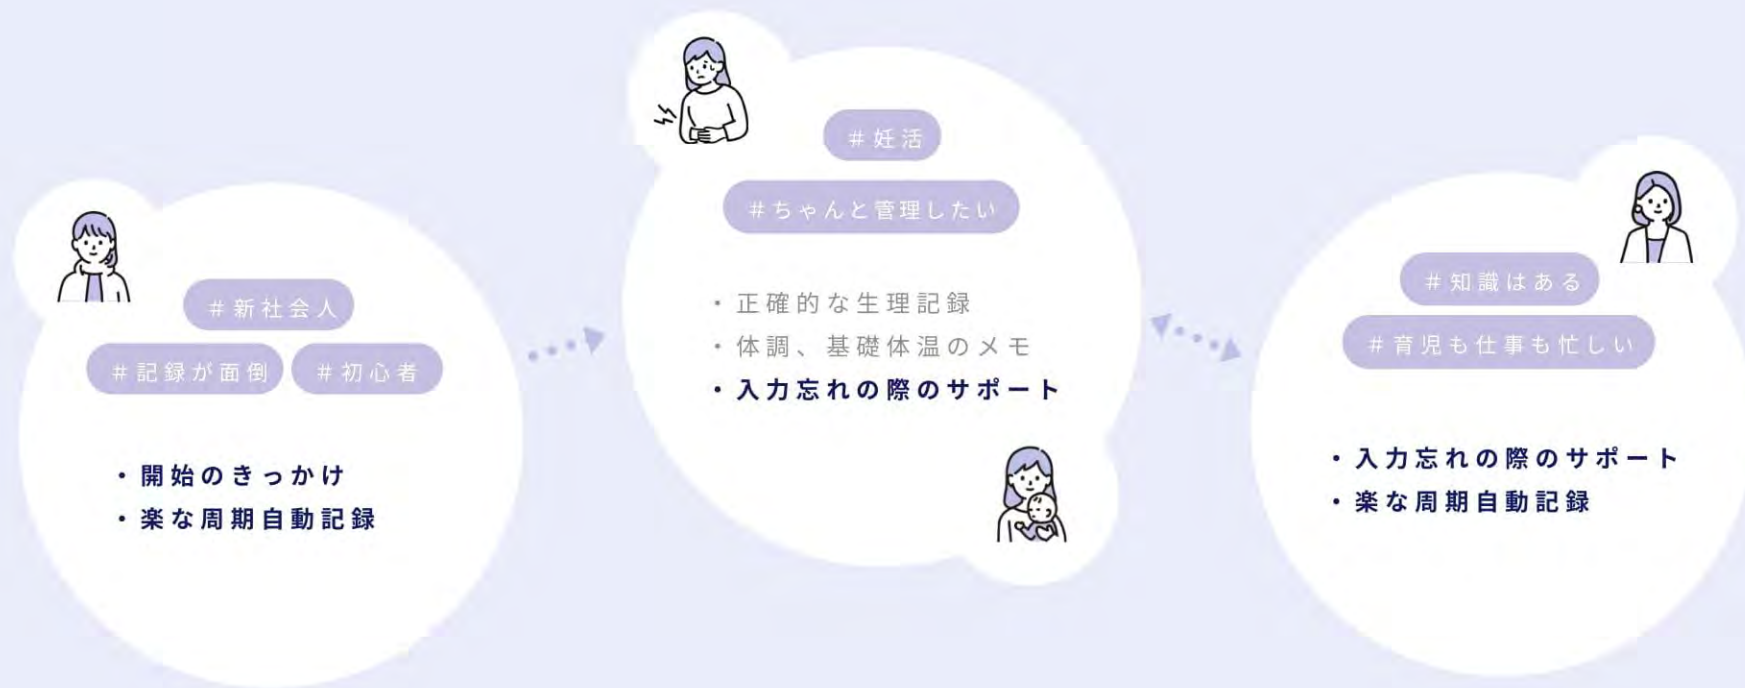 #新社会人
#記録が面倒 #初心者
・開始のきっかけ
・楽な周期自動記録
#妊活
#ちゃんと管理したい
・正確的な生理記録
・体調、基礎体温のメモ
・入力忘れの際のサポート
#知識はある
#育児も仕事も忙しい
・入力忘れの際のサポート
・楽な周期自動記録